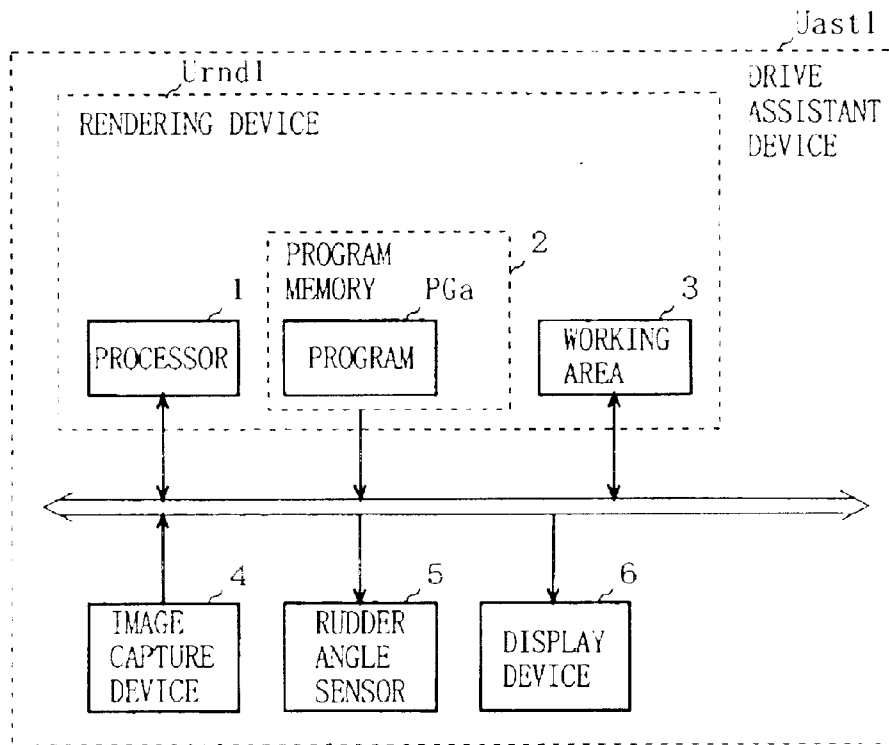 Uast1
Urnd1
DRIVE
ASSISTANT
DEVICE
RENDERING DEVICE
2
PROGRAM
MEMORY
1
PGa
3
PROCESSOR
PROGRAM
WORKING
AREA
4
5
6
IMAGE
CAPTURE
DEVICE
RUDDER
ANGLE
SENSOR
DISPLAY
DEVICE